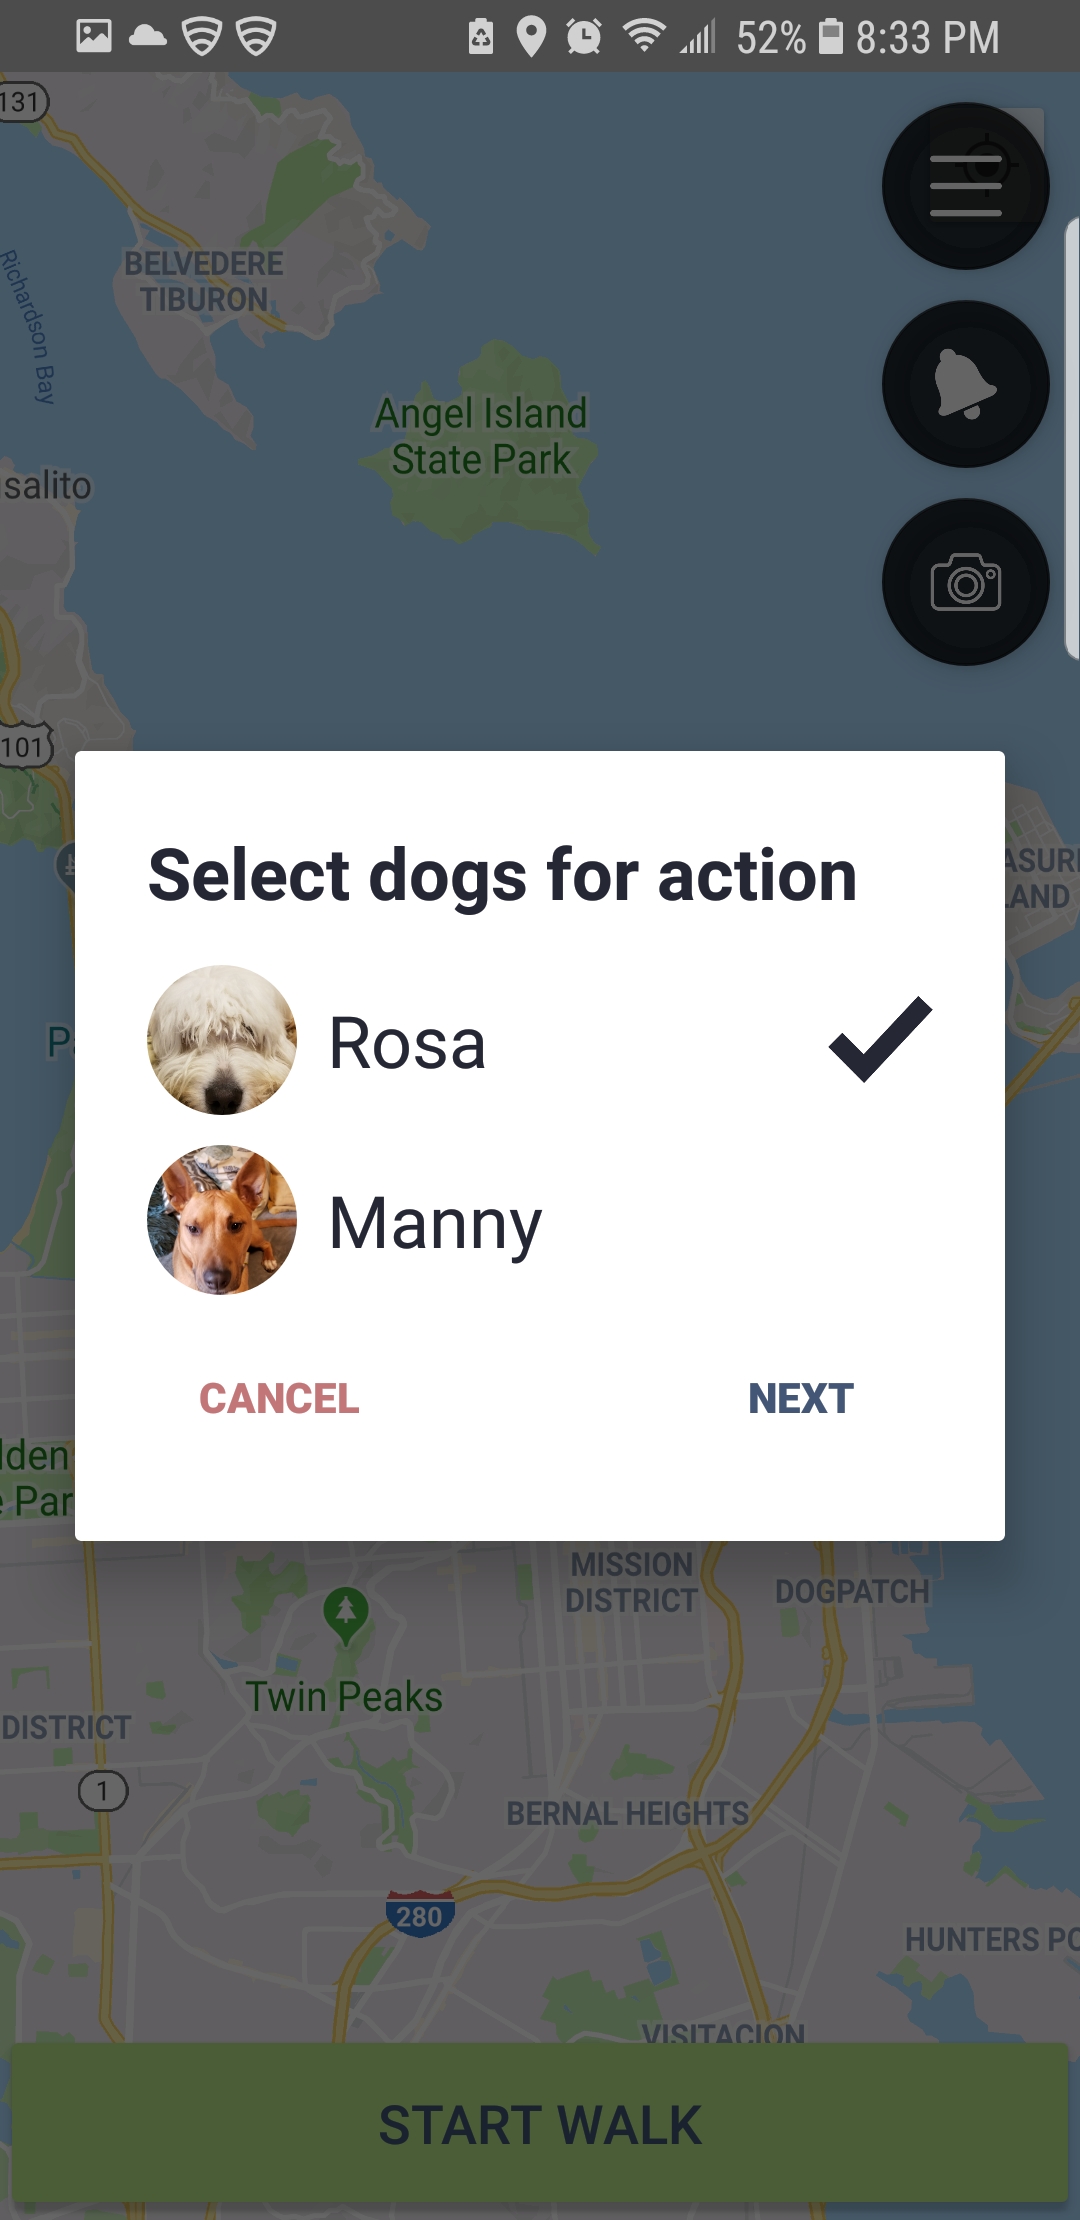 52% 8:33 PM
131
BELVEDERE
TIBURON
Richardson Bay
Angel Island
State Park
salito
101
Select dogs for action
ASUR
LAND
Rosa
P
Manny
CANCEL
NEXT
lden
e Par
MISSION
DISTRICT
DOGPATCH
Twin Peaks
DISTRICT
1
BERNAL HEIGHTS
280
HUNTERS PO
VISITACION
START WALK